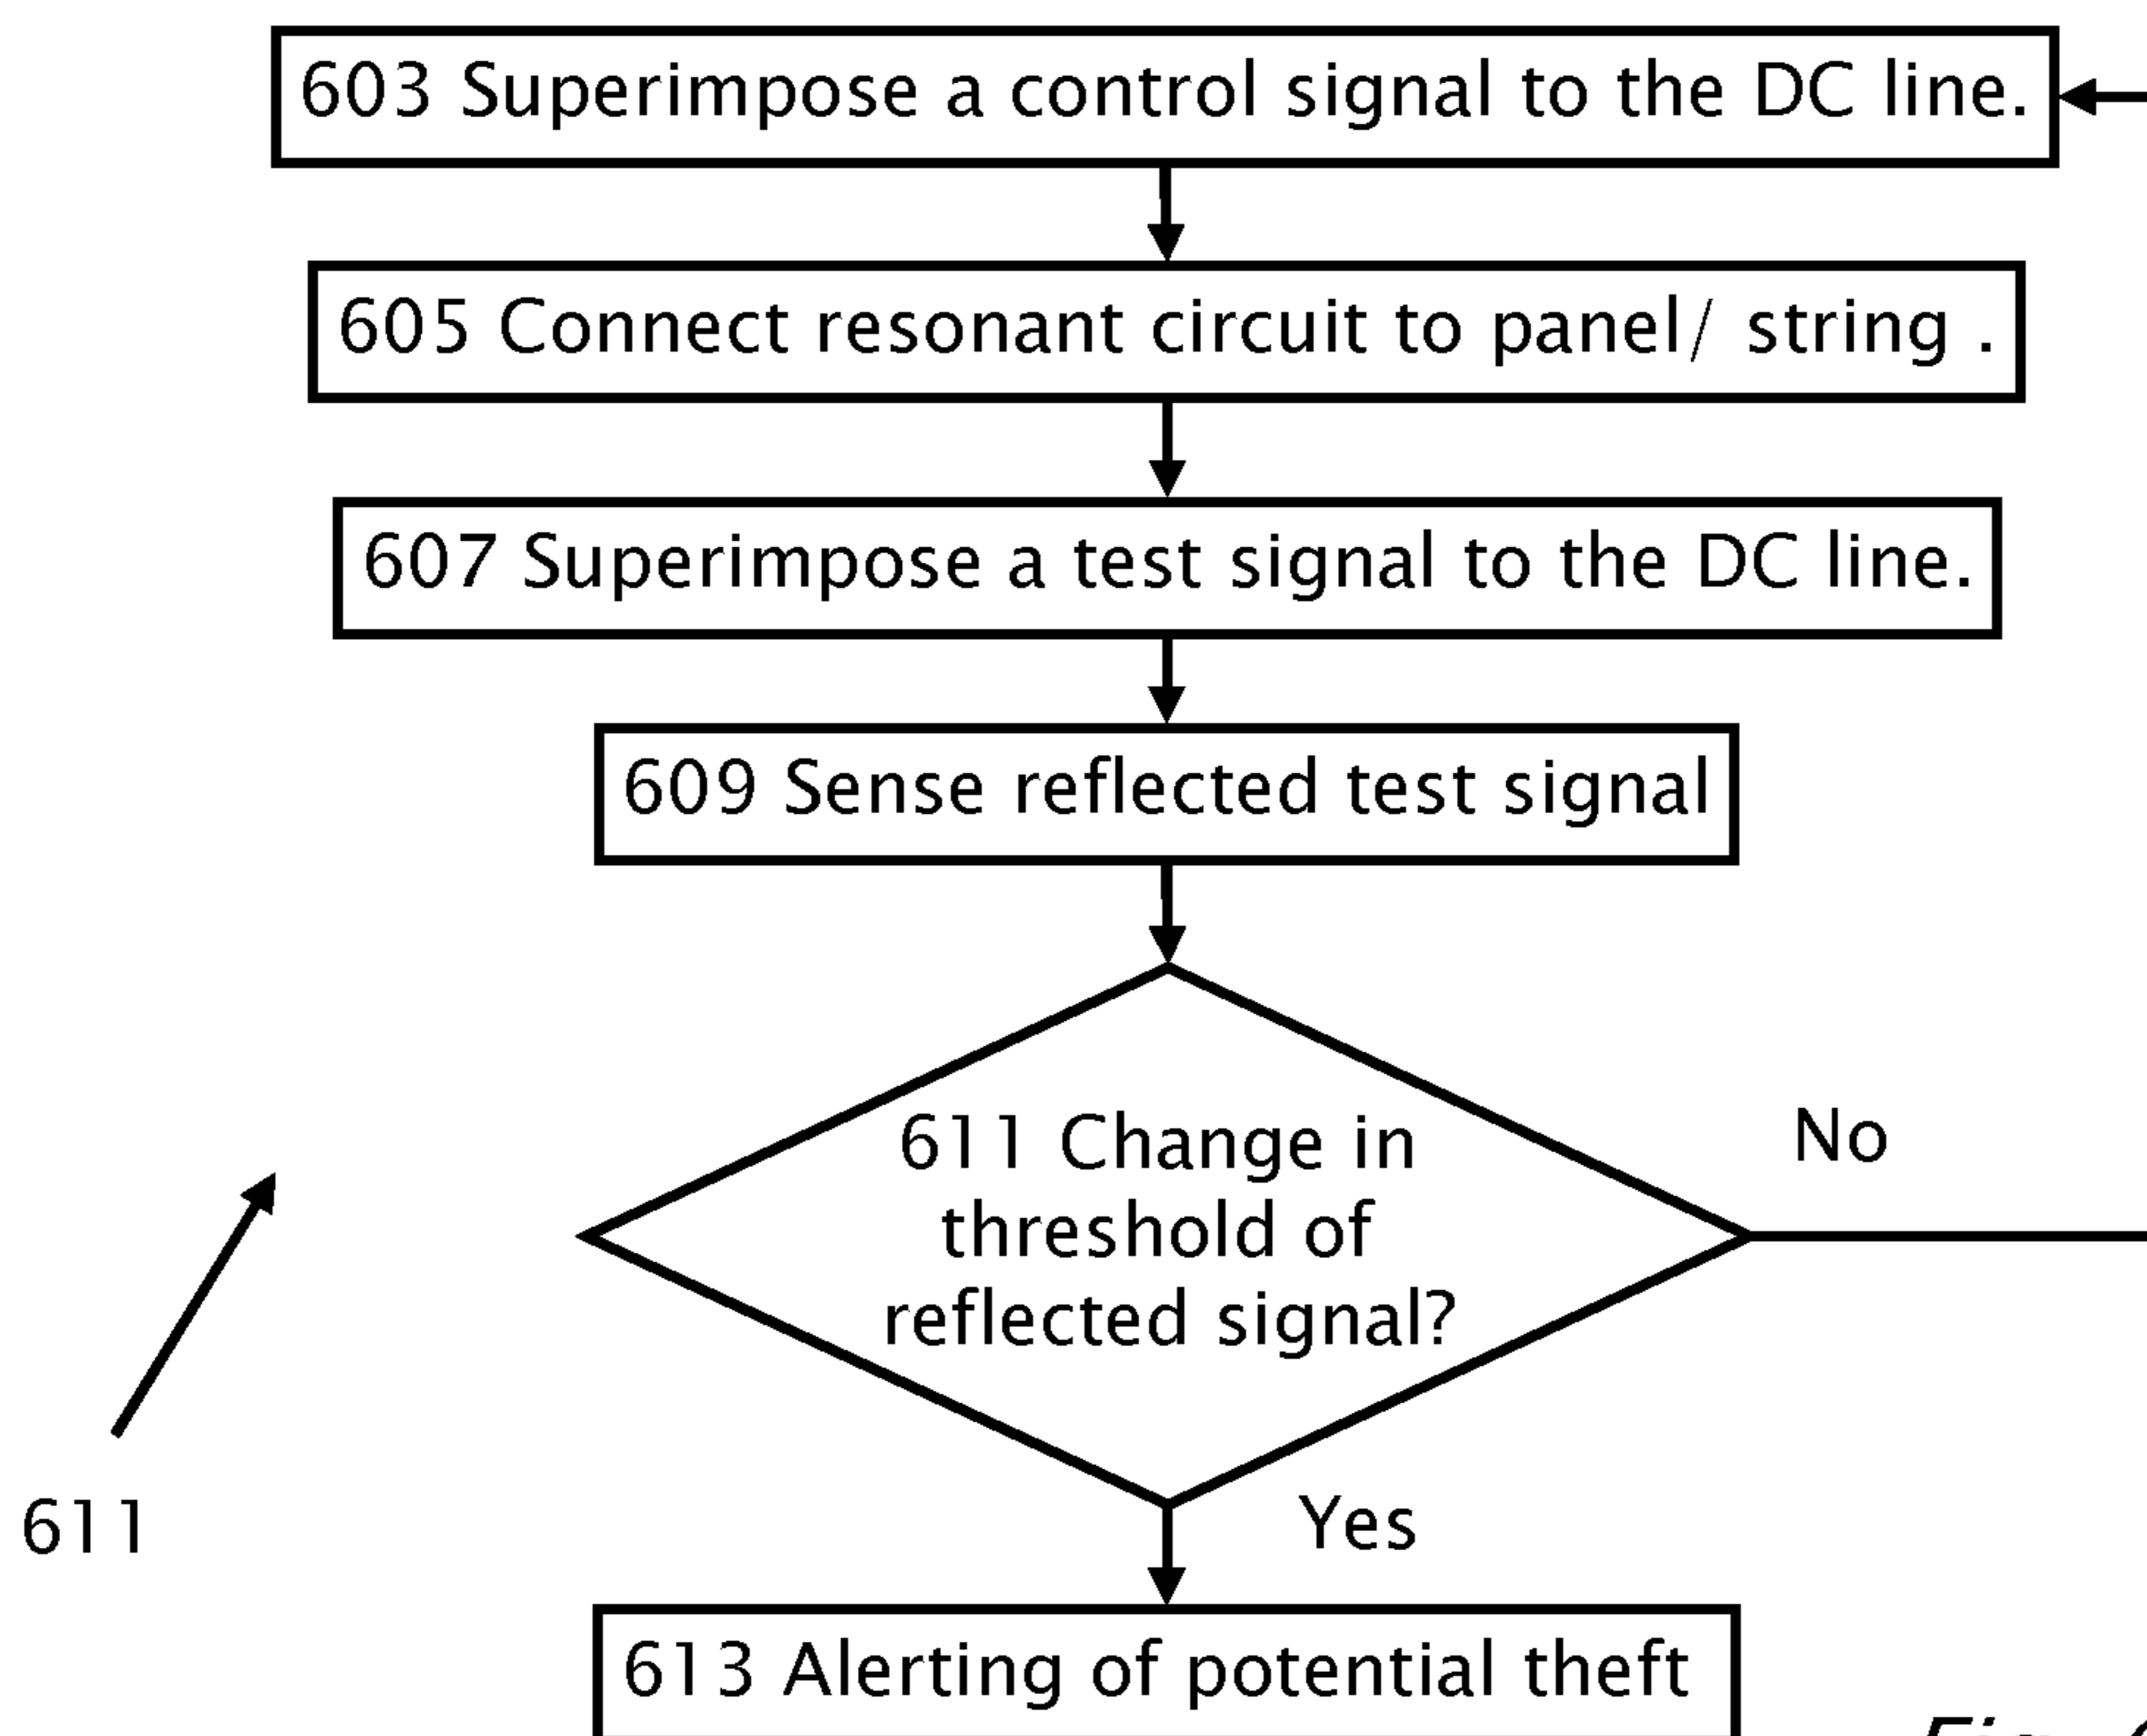 603 Superimpose a control signal to the DC line.
605 Connect resonant circuit to panel/ string .
607 Superimpose a test signal to the DC line.
609 Sense reflected test signal
611 Change in
threshold of
reflected signal?
No
Yes
611
613 Alerting of potential theft